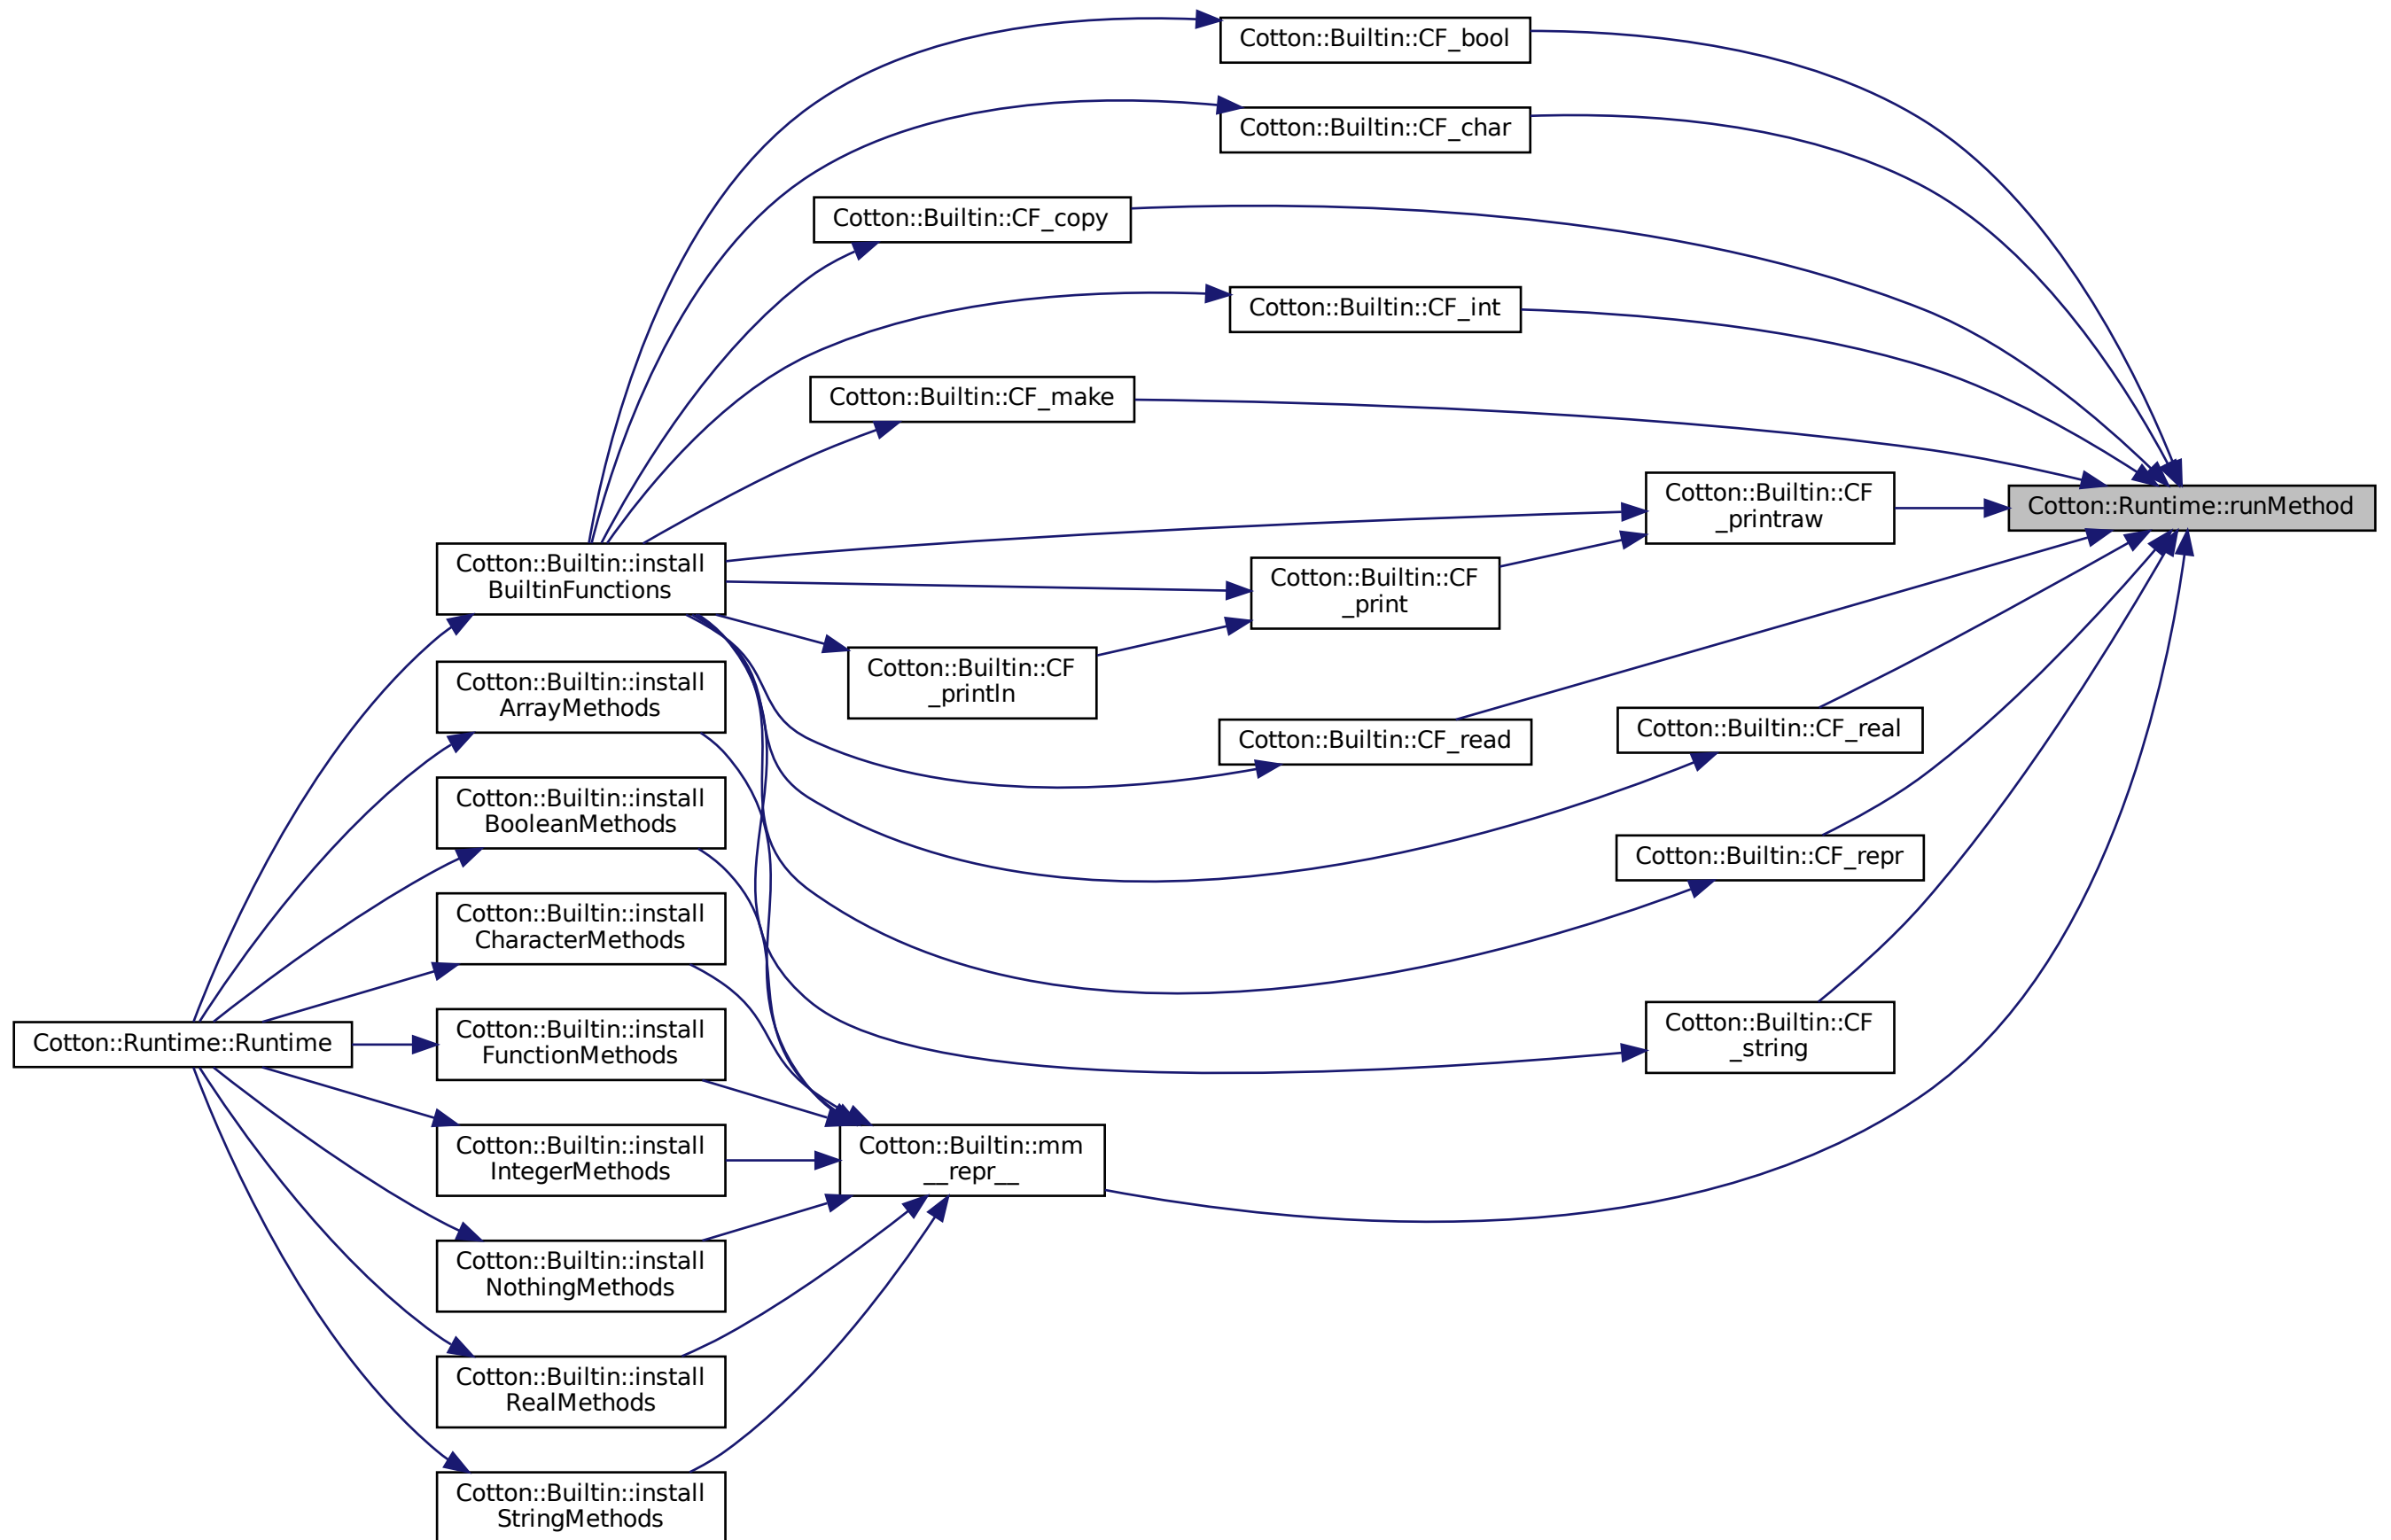 Cotton::Builtin::CF_bool
Cotton::Builtin::CF_char
Cotton::Builtin::CF_copy
Cotton::Builtin::CF_int
Cotton::Builtin::CF_make
Cotton::Builtin::CF
_printraw
Cotton::Runtime::runMethod
Cotton::Builtin::install
BuiltinFunctions
Cotton::Builtin::CF
_print
Cotton::Builtin::CF
_println
Cotton::Builtin::install
ArrayMethods
Cotton::Builtin::CF_read
Cotton::Builtin::CF_real
Cotton::Builtin::install
BooleanMethods
Cotton::Builtin::CF_repr
Cotton::Builtin::install
CharacterMethods
Cotton::Builtin::CF
_string
Cotton::Runtime::Runtime
Cotton::Builtin::install
FunctionMethods
Cotton::Builtin::install
IntegerMethods
Cotton::Builtin::mm
__repr__
Cotton::Builtin::install
NothingMethods
Cotton::Builtin::install
RealMethods
Cotton::Builtin::install
StringMethods